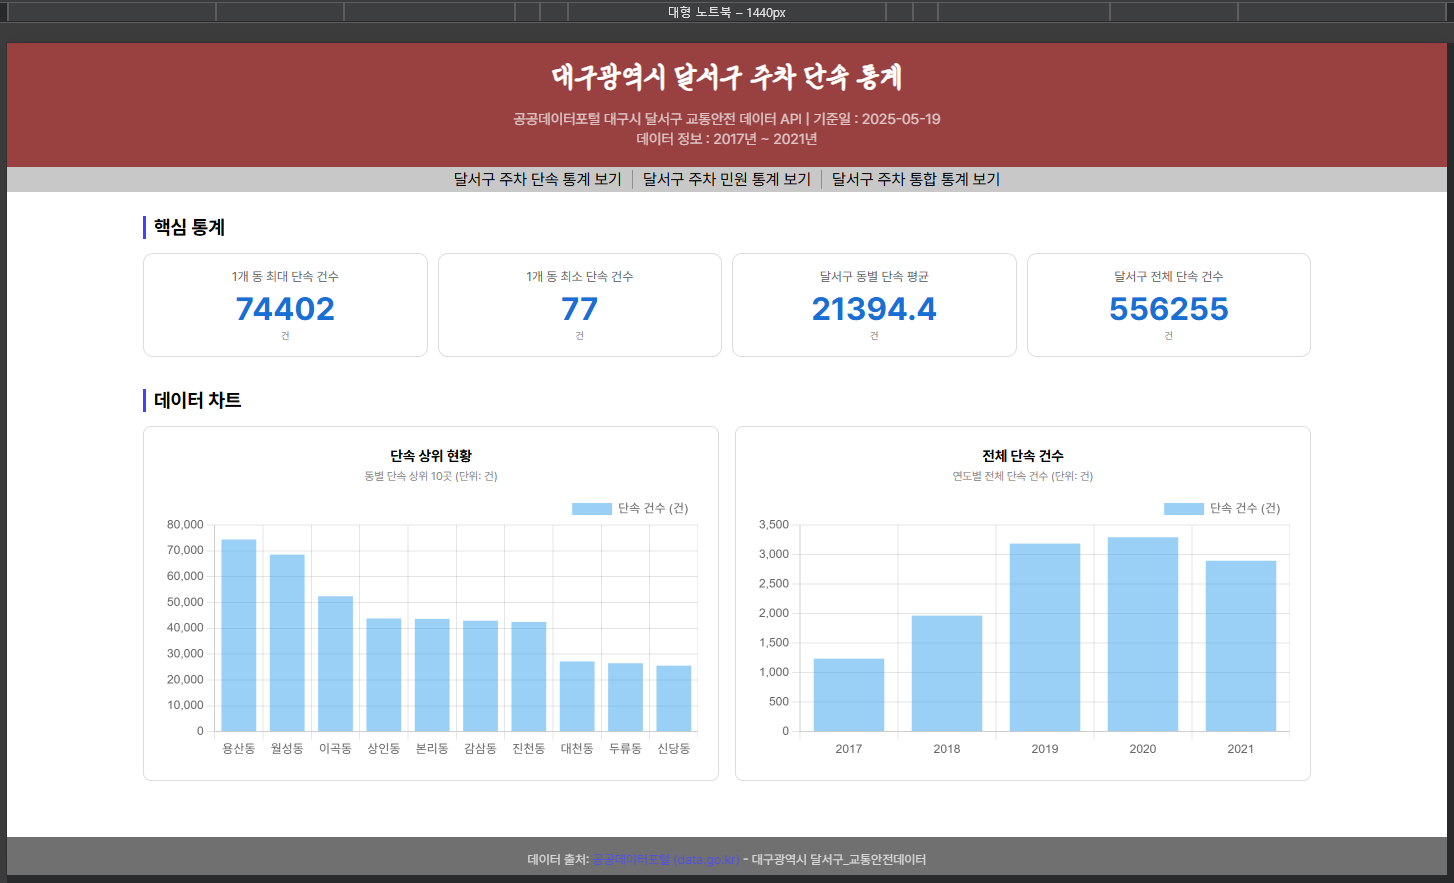 대형 노트북 – 1440px
대구광역시 달서구 주차 단속 통계
공공데이터포털 대구시 달서구 교통안전 데이터 API | 기준일 : 2025-05-19
데이터 정보 : 2017년 ~ 2021년
달서구 주차 단속 통계 보기 | 달서구 주차 민원 통계 보기 | 달서구 주차 통합 통계 보기
핵심 통계
1개 동 최대 단속 건수
74402
건
1개 동 최소 단속 건수
77
건
달서구 동별 단속 평균
21394.4
건
달서구 전체 단속 건수
556255
건
데이터 차트
단속 상위 현황
동별 단속 상위 10곳 (단위: 건)
단속 건수 (건)
80,000
70,000
60,000
50,000
40,000
30,000
20,000
10,000
0
용산동 월성동 이곡동 상인동 본리동 감삼동 진천동 대천동 두류동 신당동
전체 단속 건수
연도별 전체 단속 건수 (단위: 건)
단속 건수 (건)
3,500
3,000
2,500
2,000
1,500
1,000
500
0
2017 2018 2019 2020 2021
데이터 출처: 공공데이터포털 (data.go.kr) - 대구광역시 달서구_교통안전데이터